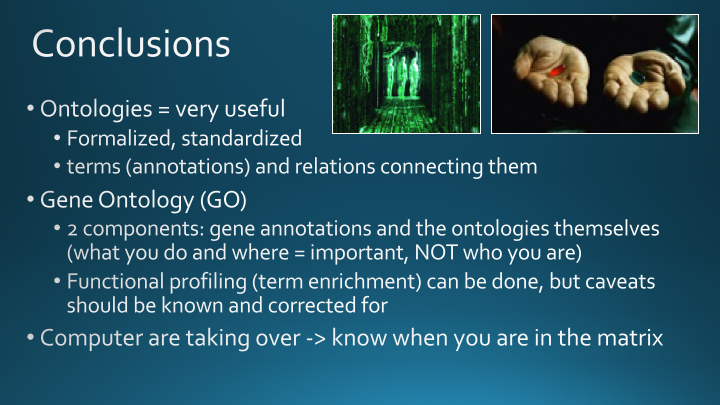 Conclusions
• Ontologies = very useful
• Formalized, standardized
• terms (annotations) and relations connecting them
• Gene Ontology (GO)
• 2 components: gene annotations and the ontologies themselves
(what you do and where = important, NOT who you are)
• Functional profiling (term enrichment) can be done, but caveats
should be known and corrected for
• Computer are taking over -> know when you are in the matrix